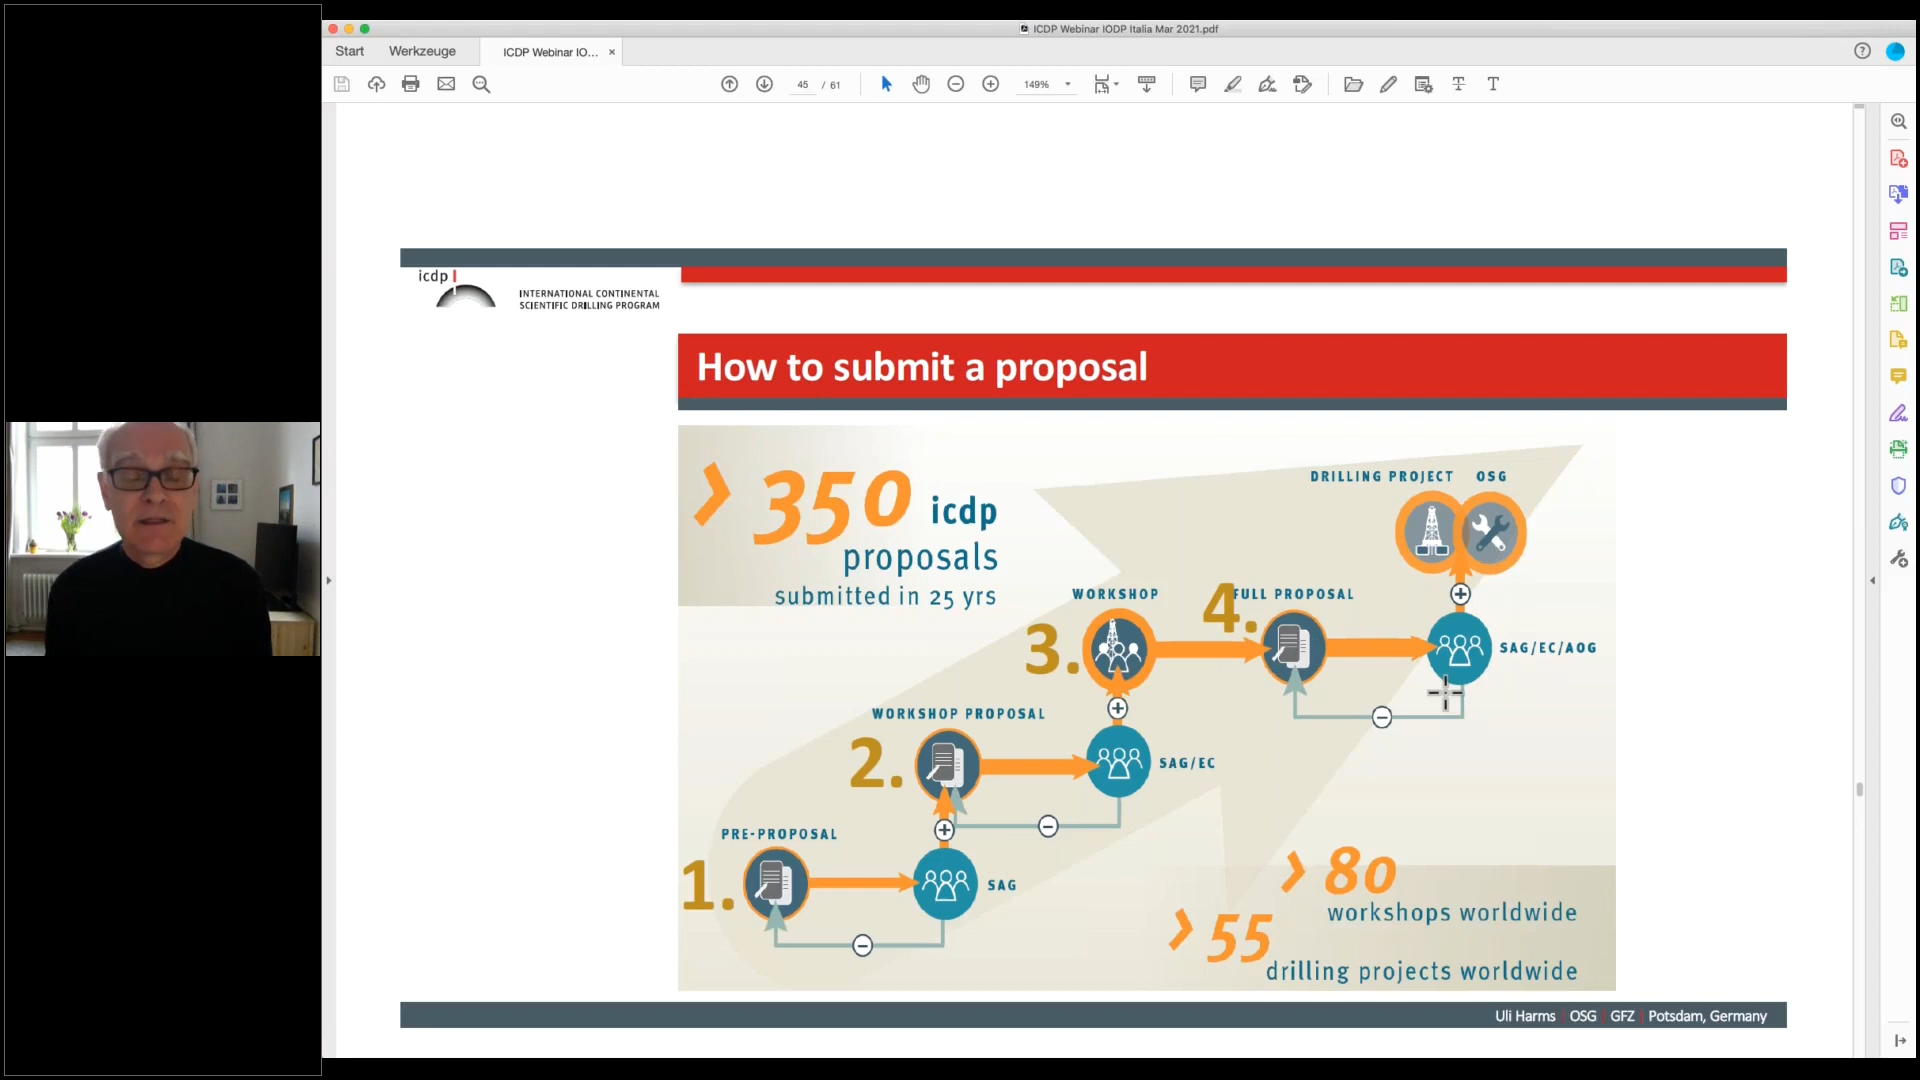 ICDP Webinar IODP Italia Mar 2021.pdf
Start Werkzeuge ICDP Webinar IO... ×
45 / 61 149%
icdp
INTERNATIONAL CONTINENTAL
SCIENTIFIC DRILLING PROGRAM
How to submit a proposal
> 350 icdp
proposals
submitted in 25 yrs
DRILLING PROJECT OSG
WORKSHOP
4. FULL PROPOSAL
3.
SAG/EC/AOG
WORKSHOP PROPOSAL
2.
SAG/EC
PRE-PROPOSAL
1.
SAG
> 80
workshops worldwide
> 55
drilling projects worldwide
Uli Harms | OSG | GFZ | Potsdam, Germany